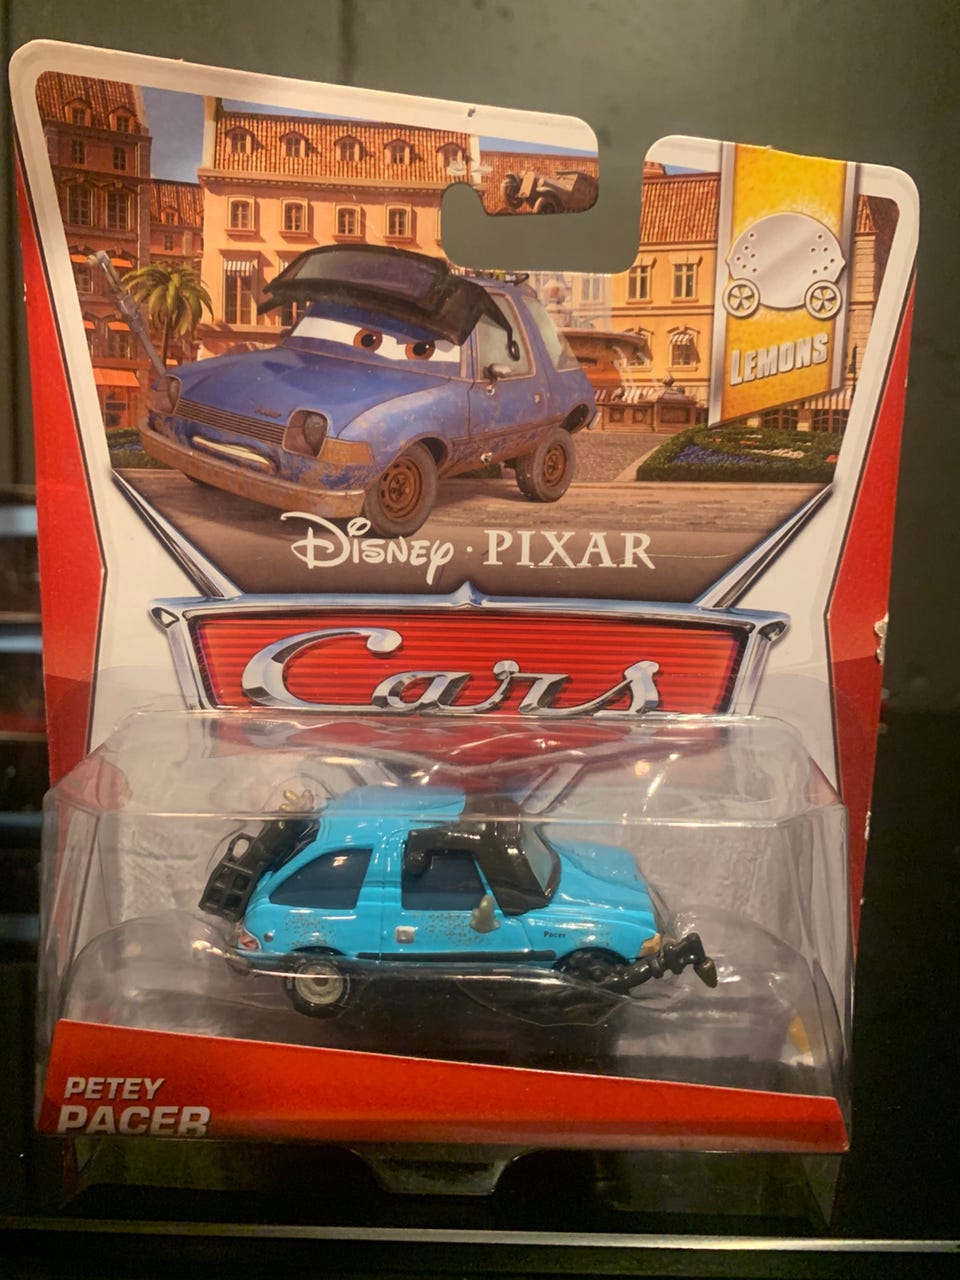 LEMONS
DISNEY · PIXAR
Cars
Pacer
PETEY
PACER